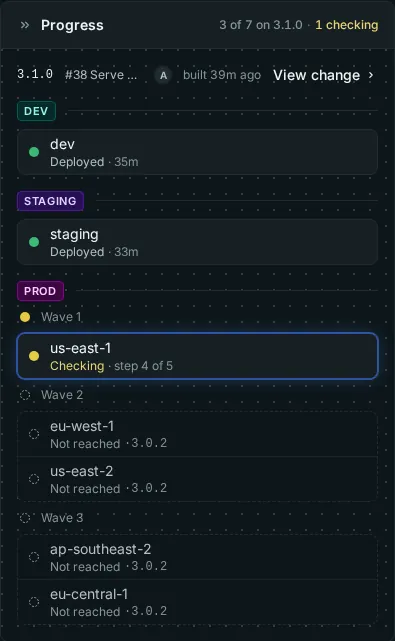 » Progress 3 of 7 on 3.1.0 · 1 checking
3.1.0 #38 Serve ... A built 39m ago View change ›
DEV
dev
Deployed · 35m
STAGING
staging
Deployed · 33m
PROD
Wave 1
us-east-1
Checking · step 4 of 5
Wave 2
eu-west-1
Not reached · 3.0.2
us-east-2
Not reached · 3.0.2
Wave 3
ap-southeast-2
Not reached · 3.0.2
eu-central-1
Not reached · 3.0.2